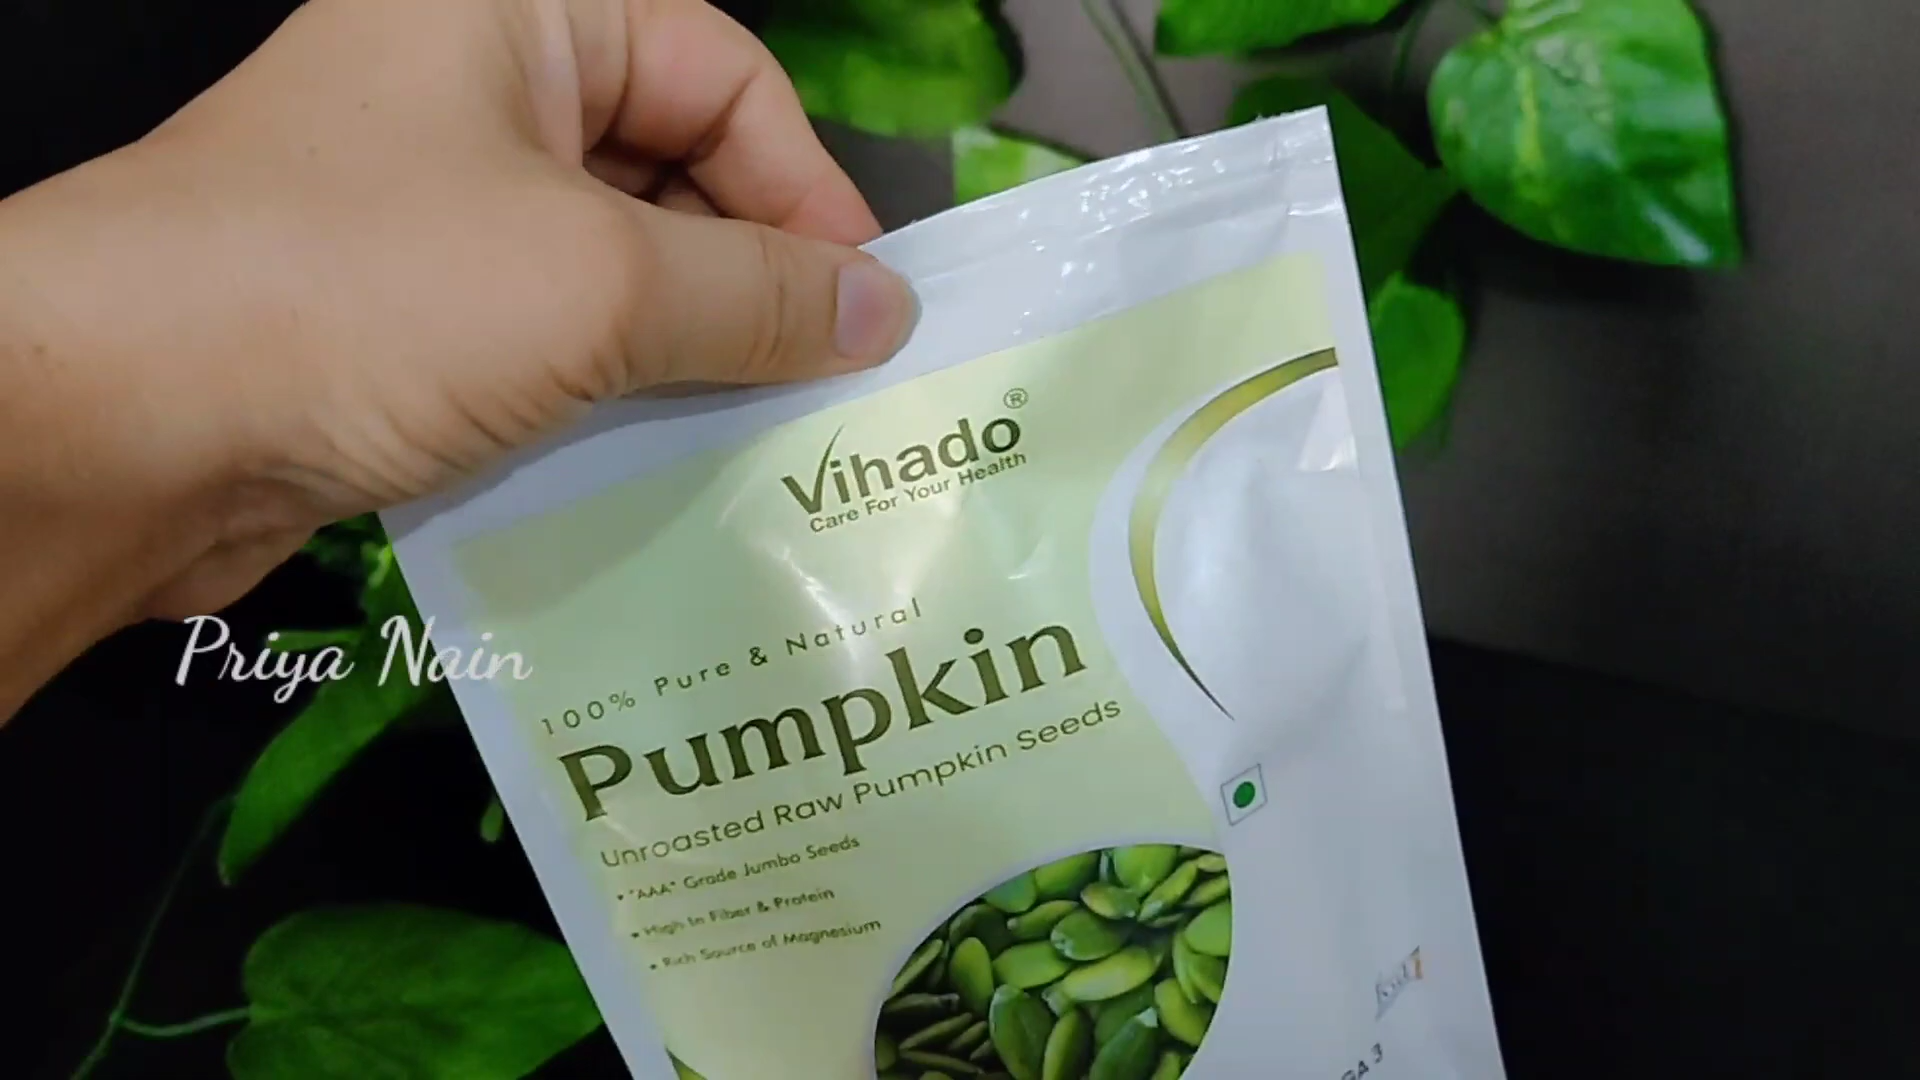 Vihado®
Care For Your Health
100% Pure & Natural
Pumpkin
Unroasted Raw Pumpkin Seeds
• "AAA" Grade Jumbo Seeds
• High In Fiber & Protein
• Rich Source of Magnesium
Priya Nain